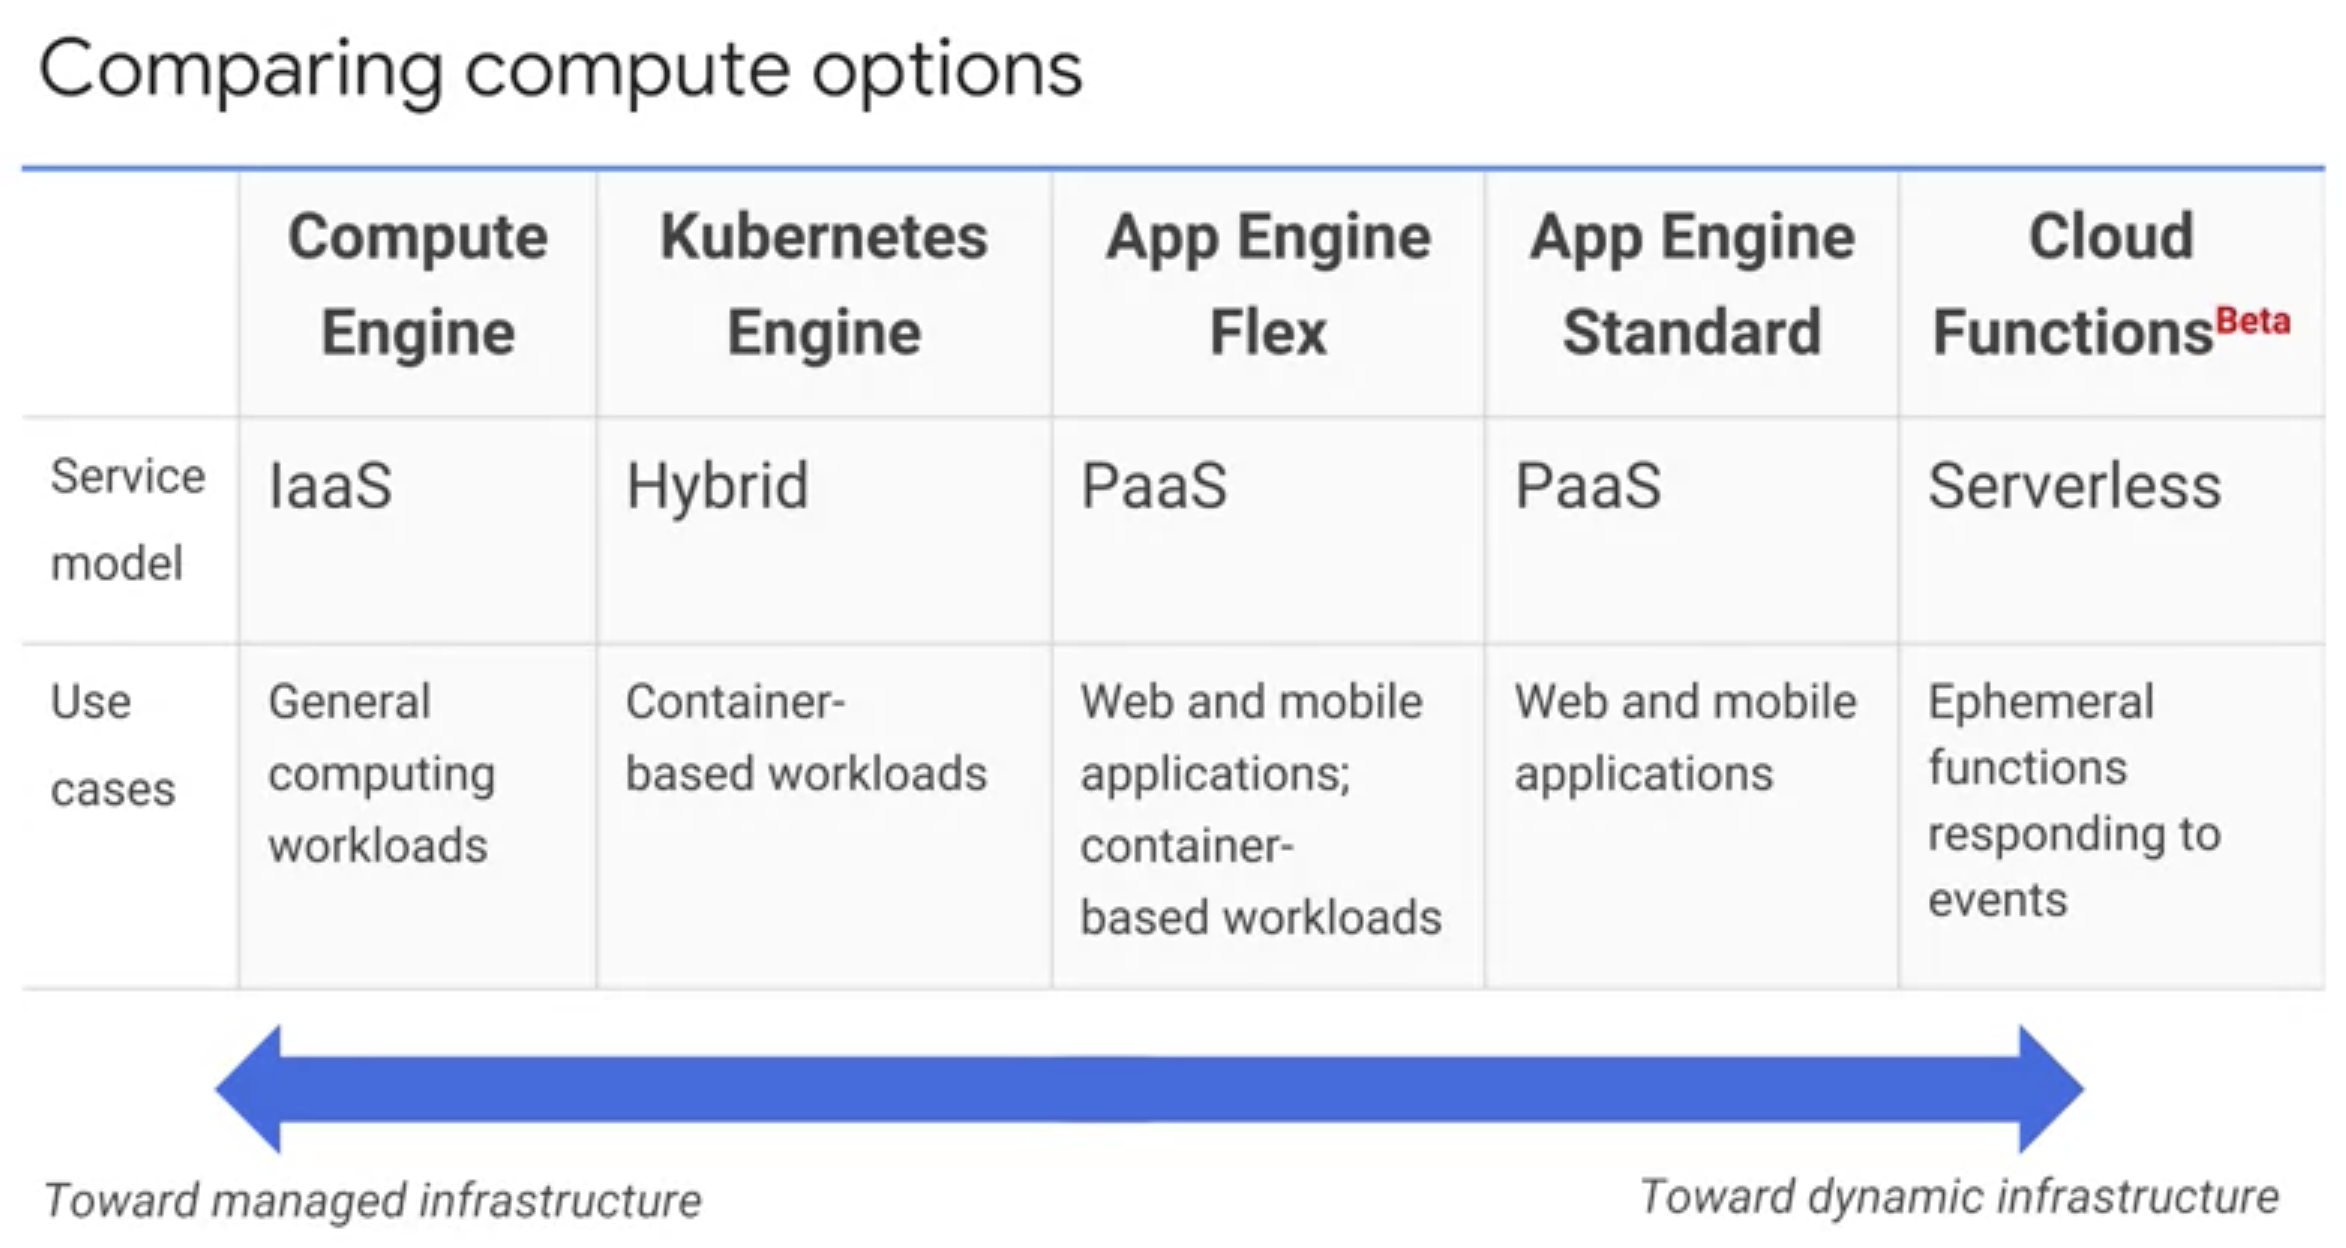 Comparing compute options
Compute
Engine
Kubernetes
Engine
App Engine
Flex
App Engine
Standard
Cloud
FunctionsBeta
Service
model
IaaS
Hybrid
PaaS
PaaS
Serverless
Use
cases
General
computing
workloads
Container-
based workloads
Web and mobile
applications;
container-
based workloads
Web and mobile
applications
Ephemeral
functions
responding to
events
Toward managed infrastructure
Toward dynamic infrastructure